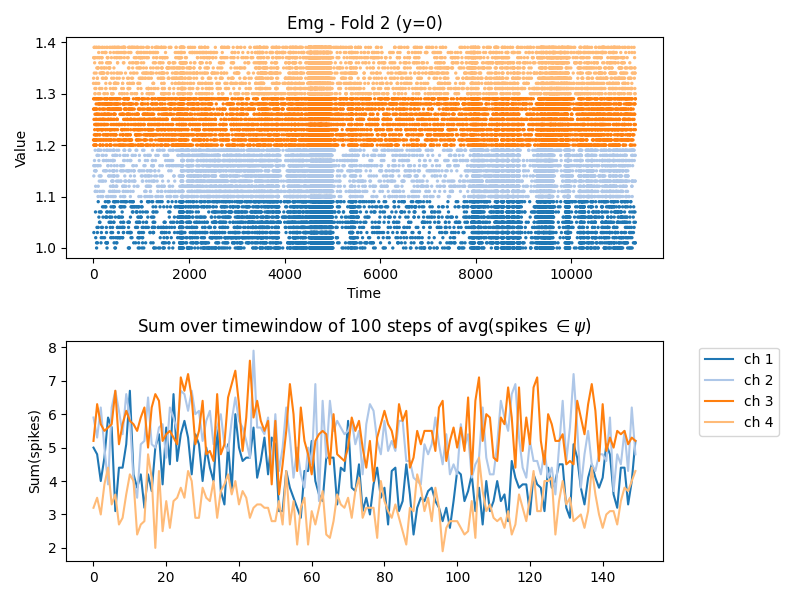 Emg - Fold 2 (y=0)
Value
1.4
1.3
1.2
1.1
1.0
0 2000 4000 6000 8000 10000
Time
Sum over timewindow of 100 steps of avg(spikes ∈ ψ)
Sum(spikes)
8
7
6
5
4
3
2
0 20 40 60 80 100 120 140
ch 1
ch 2
ch 3
ch 4